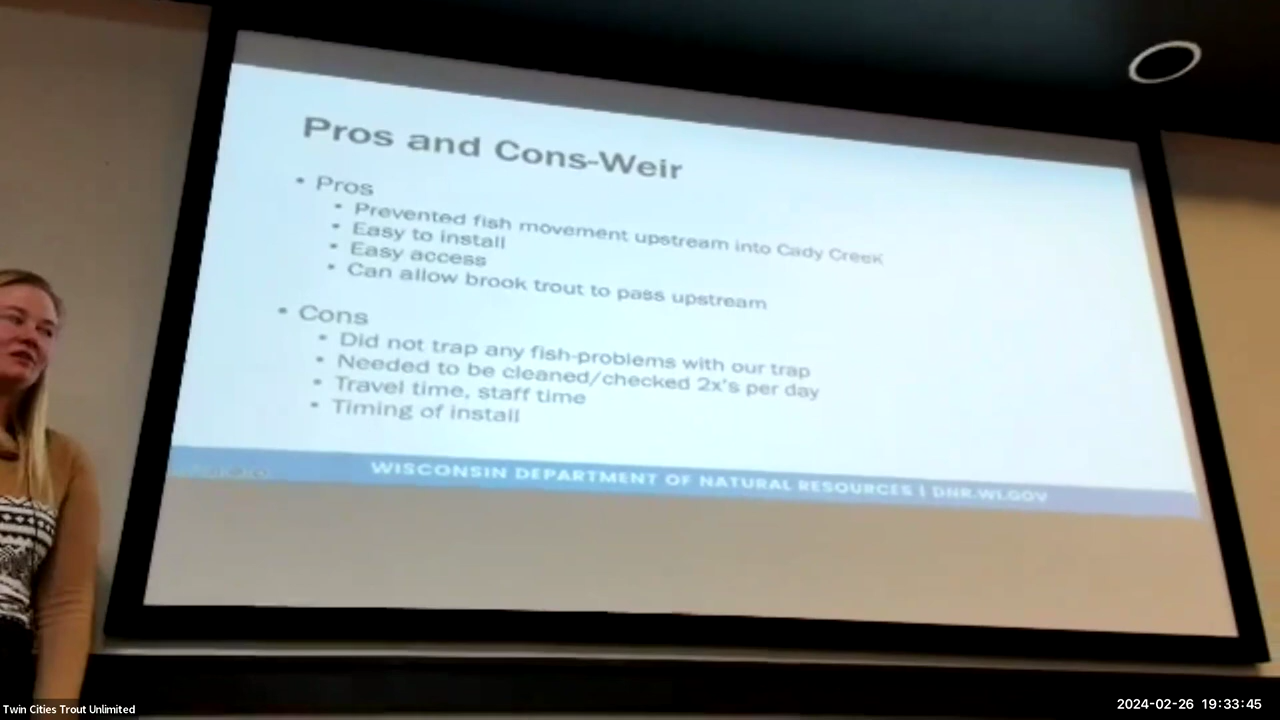 Pros and Cons-Weir
• Pros
• Prevented fish movement upstream into Cady Creek
• Easy to install
• Easy access
• Can allow brook trout to pass upstream
• Cons
• Did not trap any fish-problems with our trap
• Needed to be cleaned/checked 2x's per day
• Travel time, staff time
• Timing of install
WISCONSIN DEPARTMENT OF NATURAL RESOURCES | DNR.WI.GOV
Twin Cities Trout Unlimited
2024-02-26 19:33:45